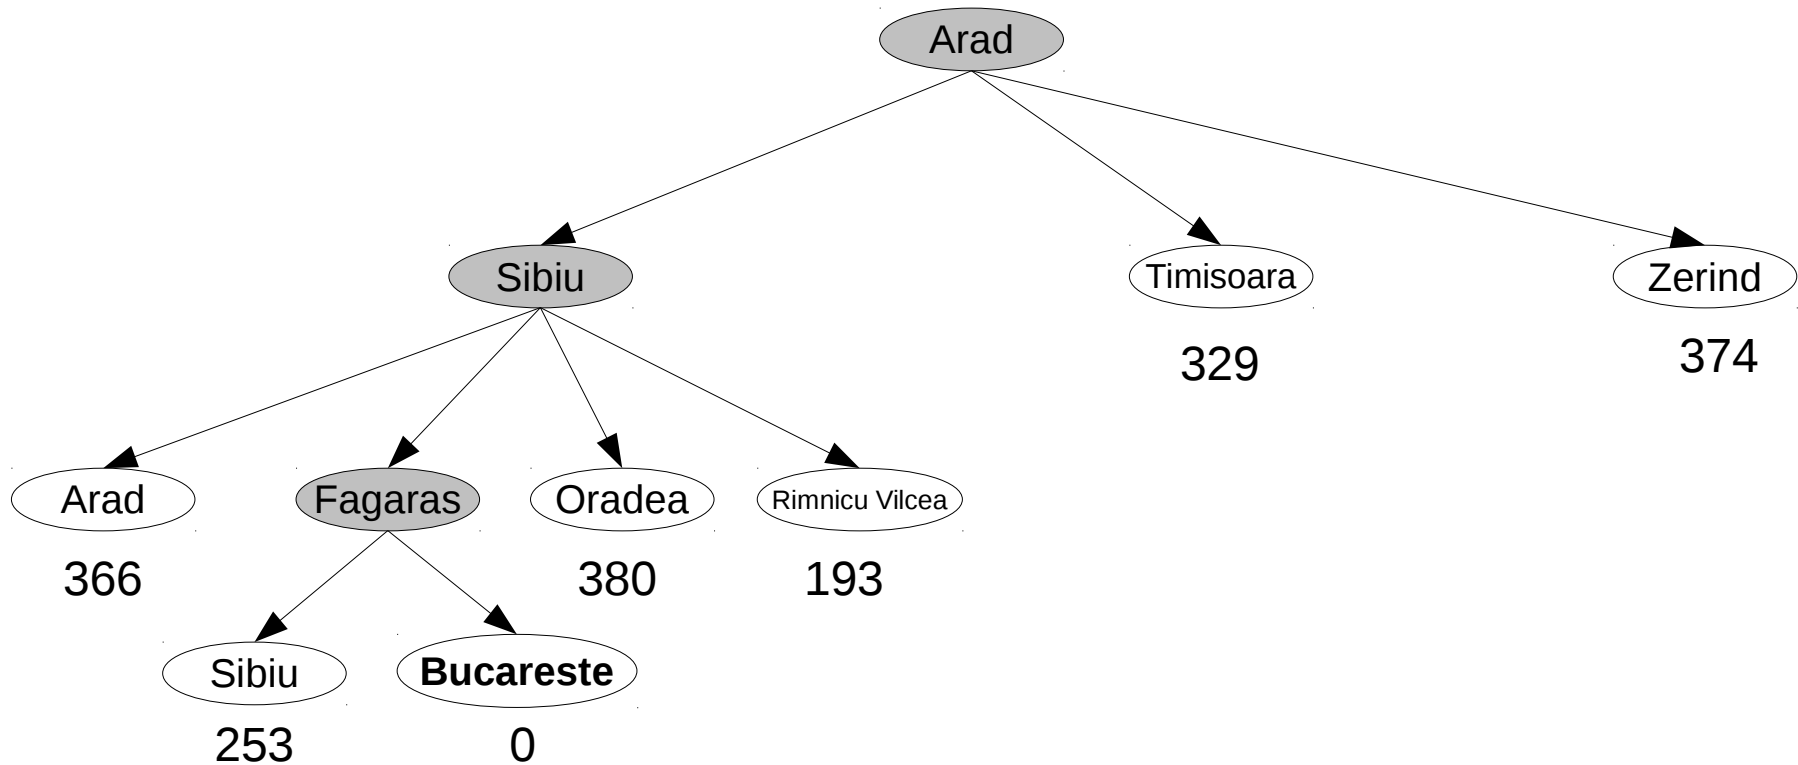 Arad
Sibiu
Timisoara
Zerind
329
374
Arad
Fagaras
Oradea
Rimnicu Vilcea
366
380
193
Sibiu
Bucareste
253
0